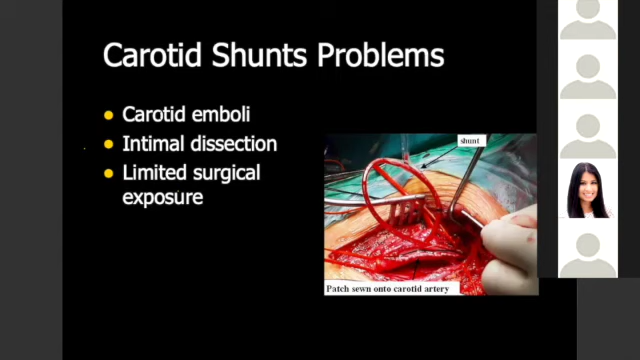 Carotid Shunts Problems
Carotid emboli
Intimal dissection
Limited surgical
exposure
shunt
Patch sewn onto carotid artery